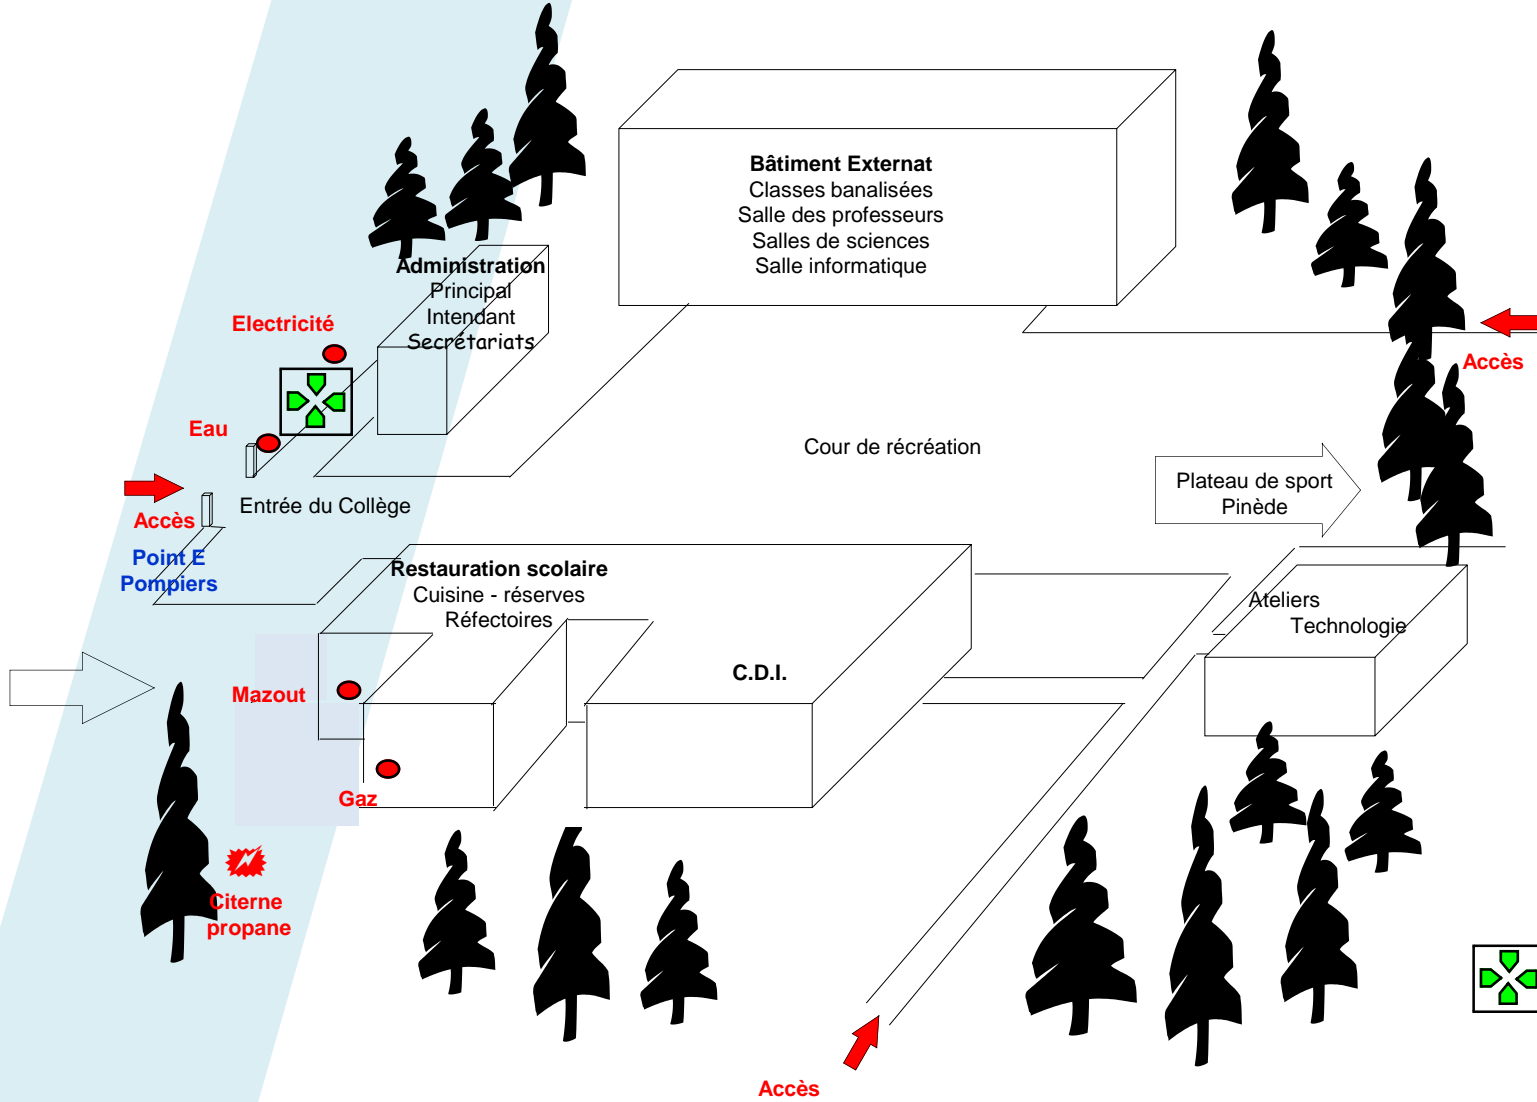 Bâtiment Externat
Classes banalisées
Salle des professeurs
Salles de sciences
Salle informatique
Administration
Principal
Intendant
Secrétariats
Electricité
Eau
Accès
Cour de récréation
Plateau de sport
Pinède
Accès
Entrée du Collège
Point E
Pompiers
Restauration scolaire
Cuisine - réserves
Réfectoires
C.D.I.
Ateliers
Technologie
Mazout
Gaz
Citerne
propane
Accès